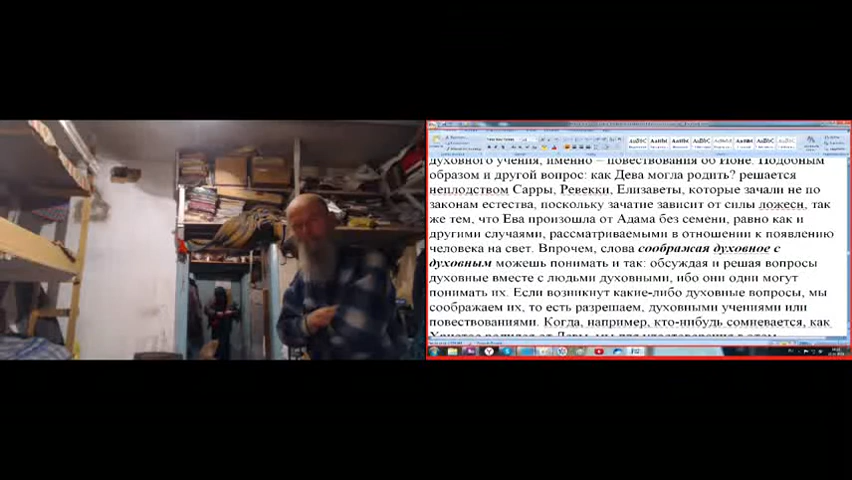 духовного учения, именно – повествования об Ионе. Подобным
образом и другой вопрос: как Дева могла родить? решается
неплодством Сарры, Ревекки, Елизаветы, которые зачали не по
законам естества, поскольку зачатие зависит от силы ложесн, так
же тем, что Ева произошла от Адама без семени, равно как и
другими случаями, рассматриваемыми в отношении к появлению
человека на свет. Впрочем, слова соображая духовное с
духовным можешь понимать и так: обсуждая и решая вопросы
духовные вместе с людьми духовными, ибо они одни могут
понимать их. Если возникнут какие-либо духовные вопросы, мы
соображаем их, то есть разрешаем, духовными учениями или
повествованиями. Когда, например, кто-нибудь сомневается, как